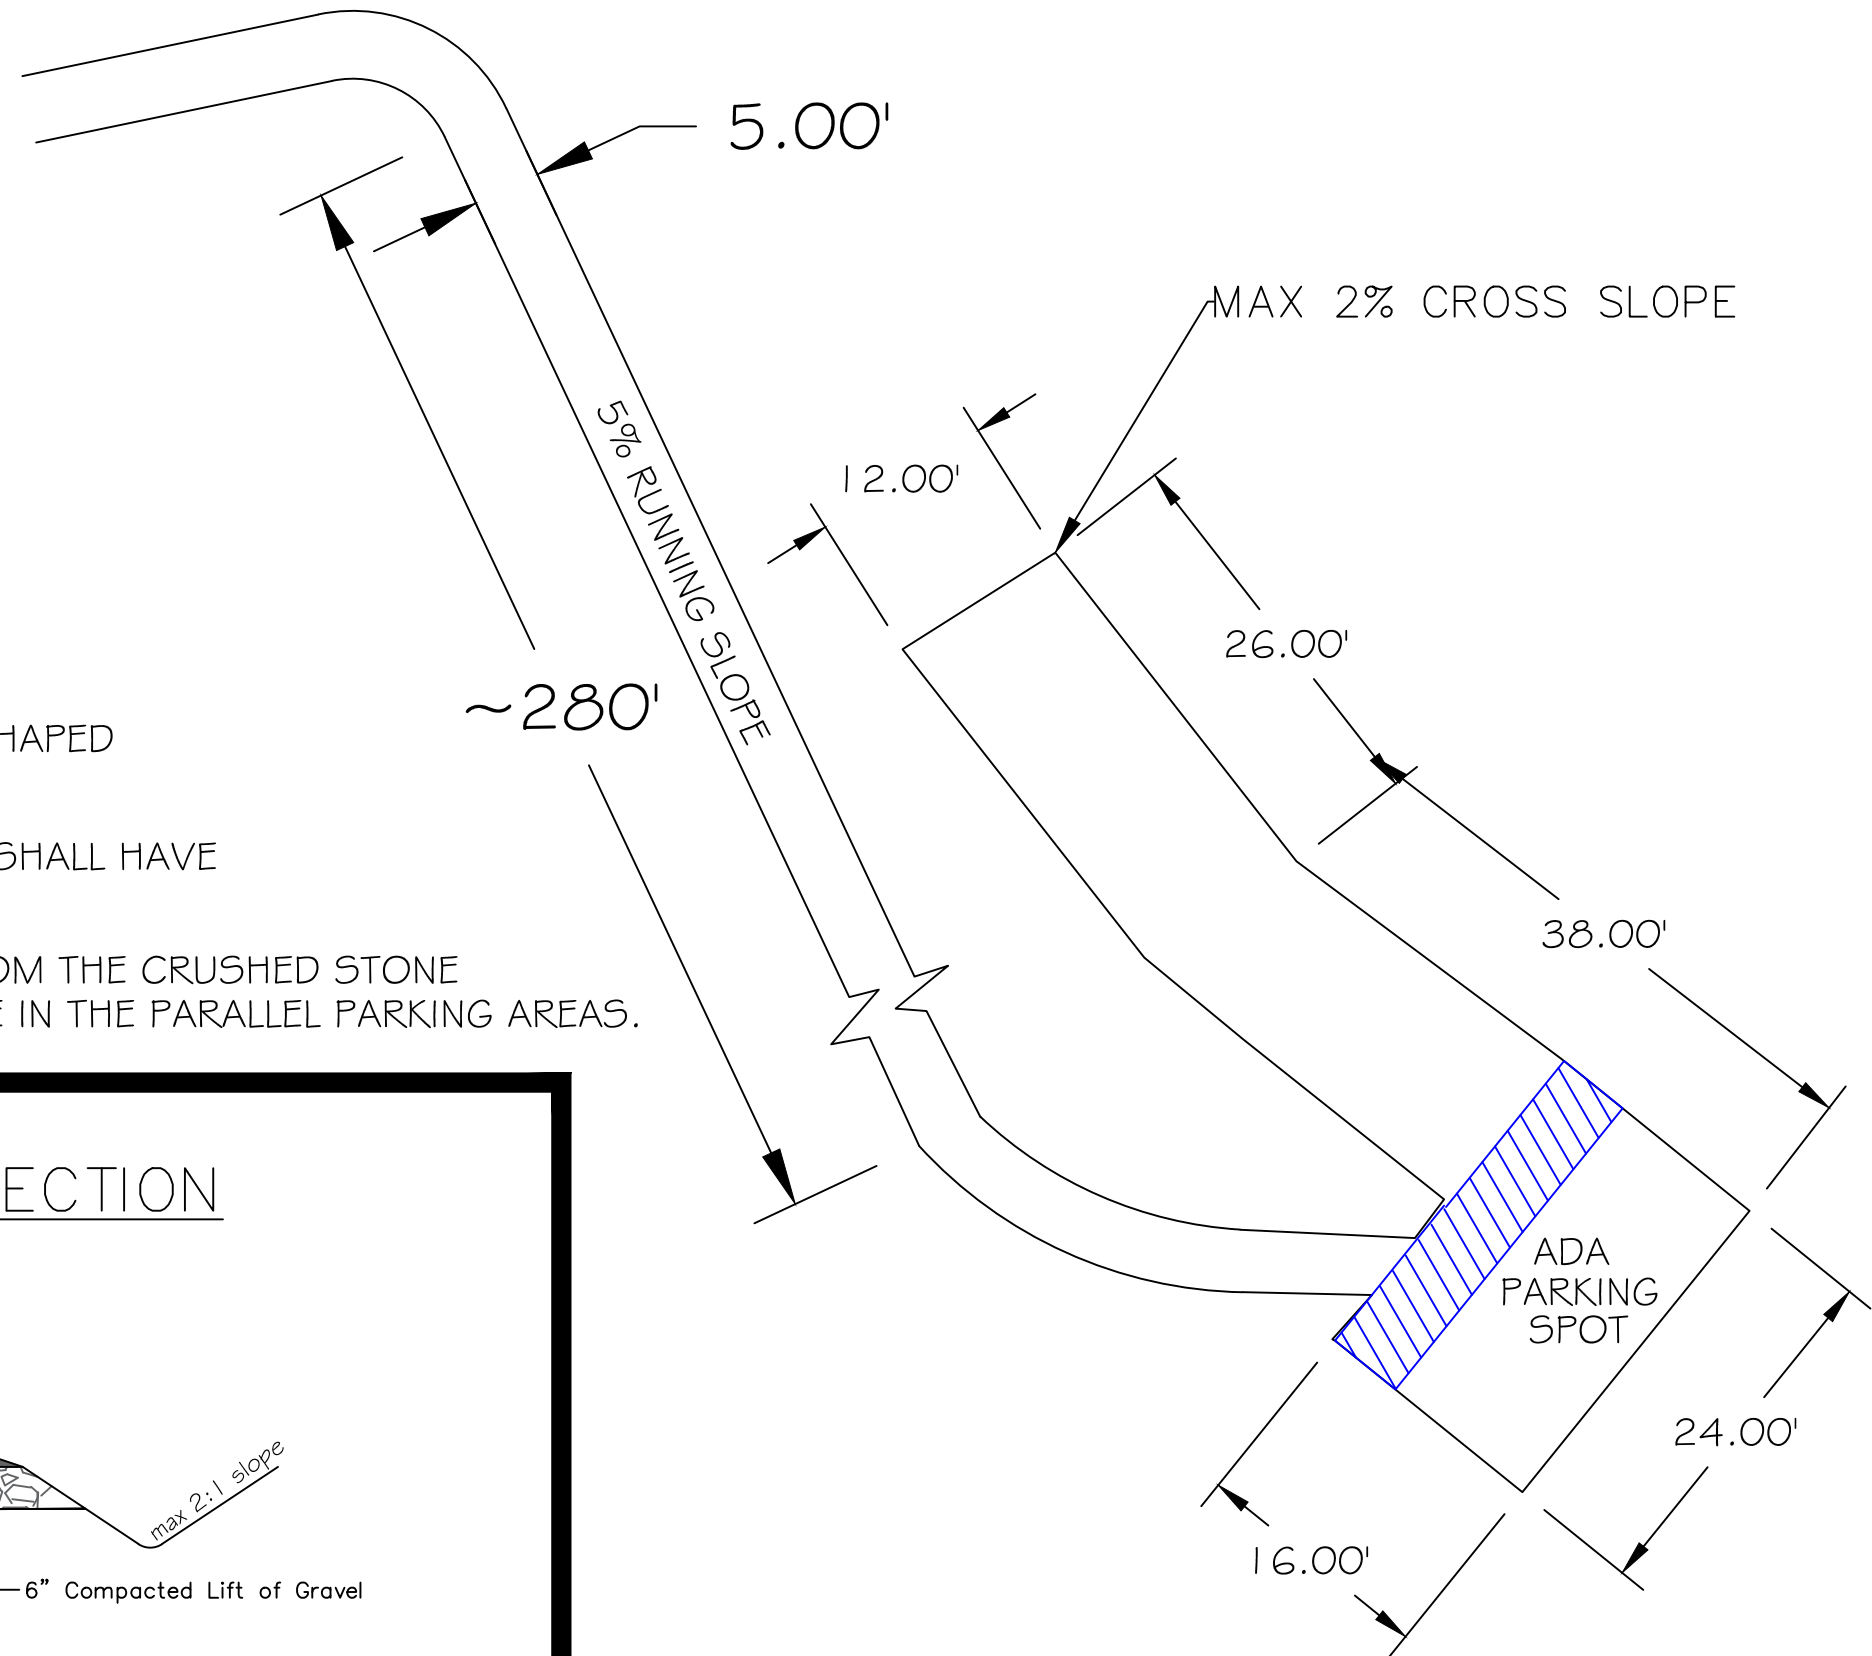 5.00'
MAX 2% CROSS SLOPE
12.00'
5% RUNNING SLOPE
26.00'
~280'
HAPED
SHALL HAVE
38.00'
OM THE CRUSHED STONE
E IN THE PARALLEL PARKING AREAS.
ECTION
ADA
PARKING
SPOT
24.00'
max 2:1 slope
16.00'
6” Compacted Lift of Gravel